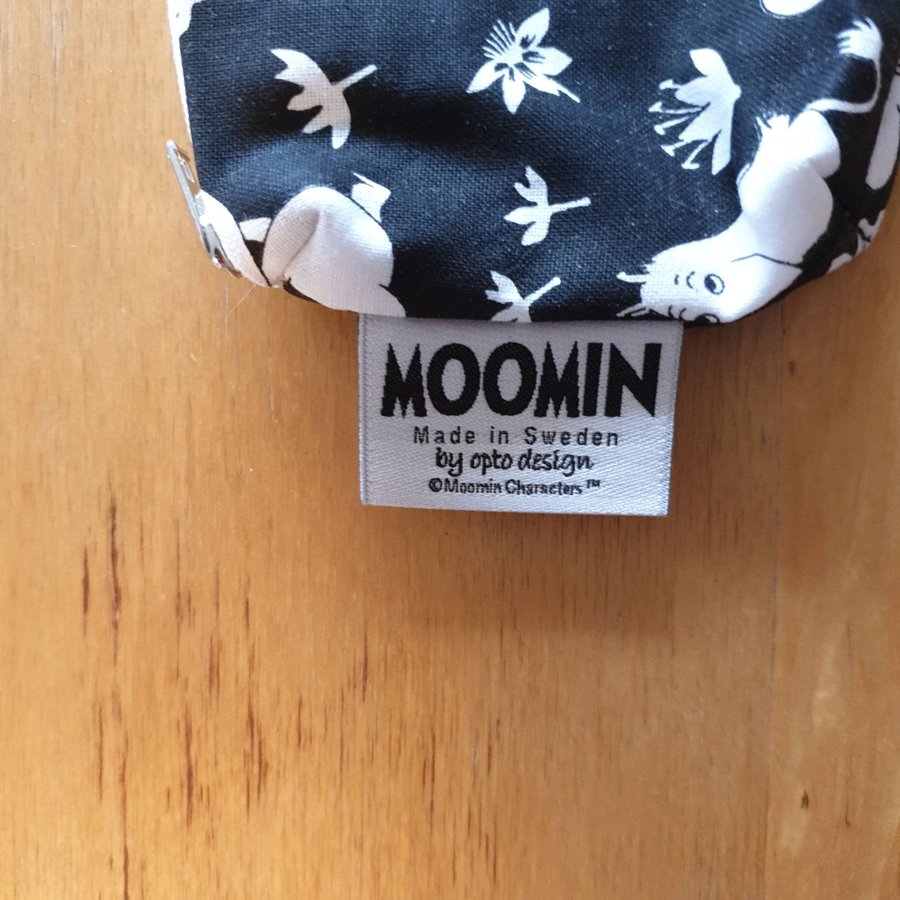 MOOMIN
Made in Sweden
by opto design
©Moomin Characters™